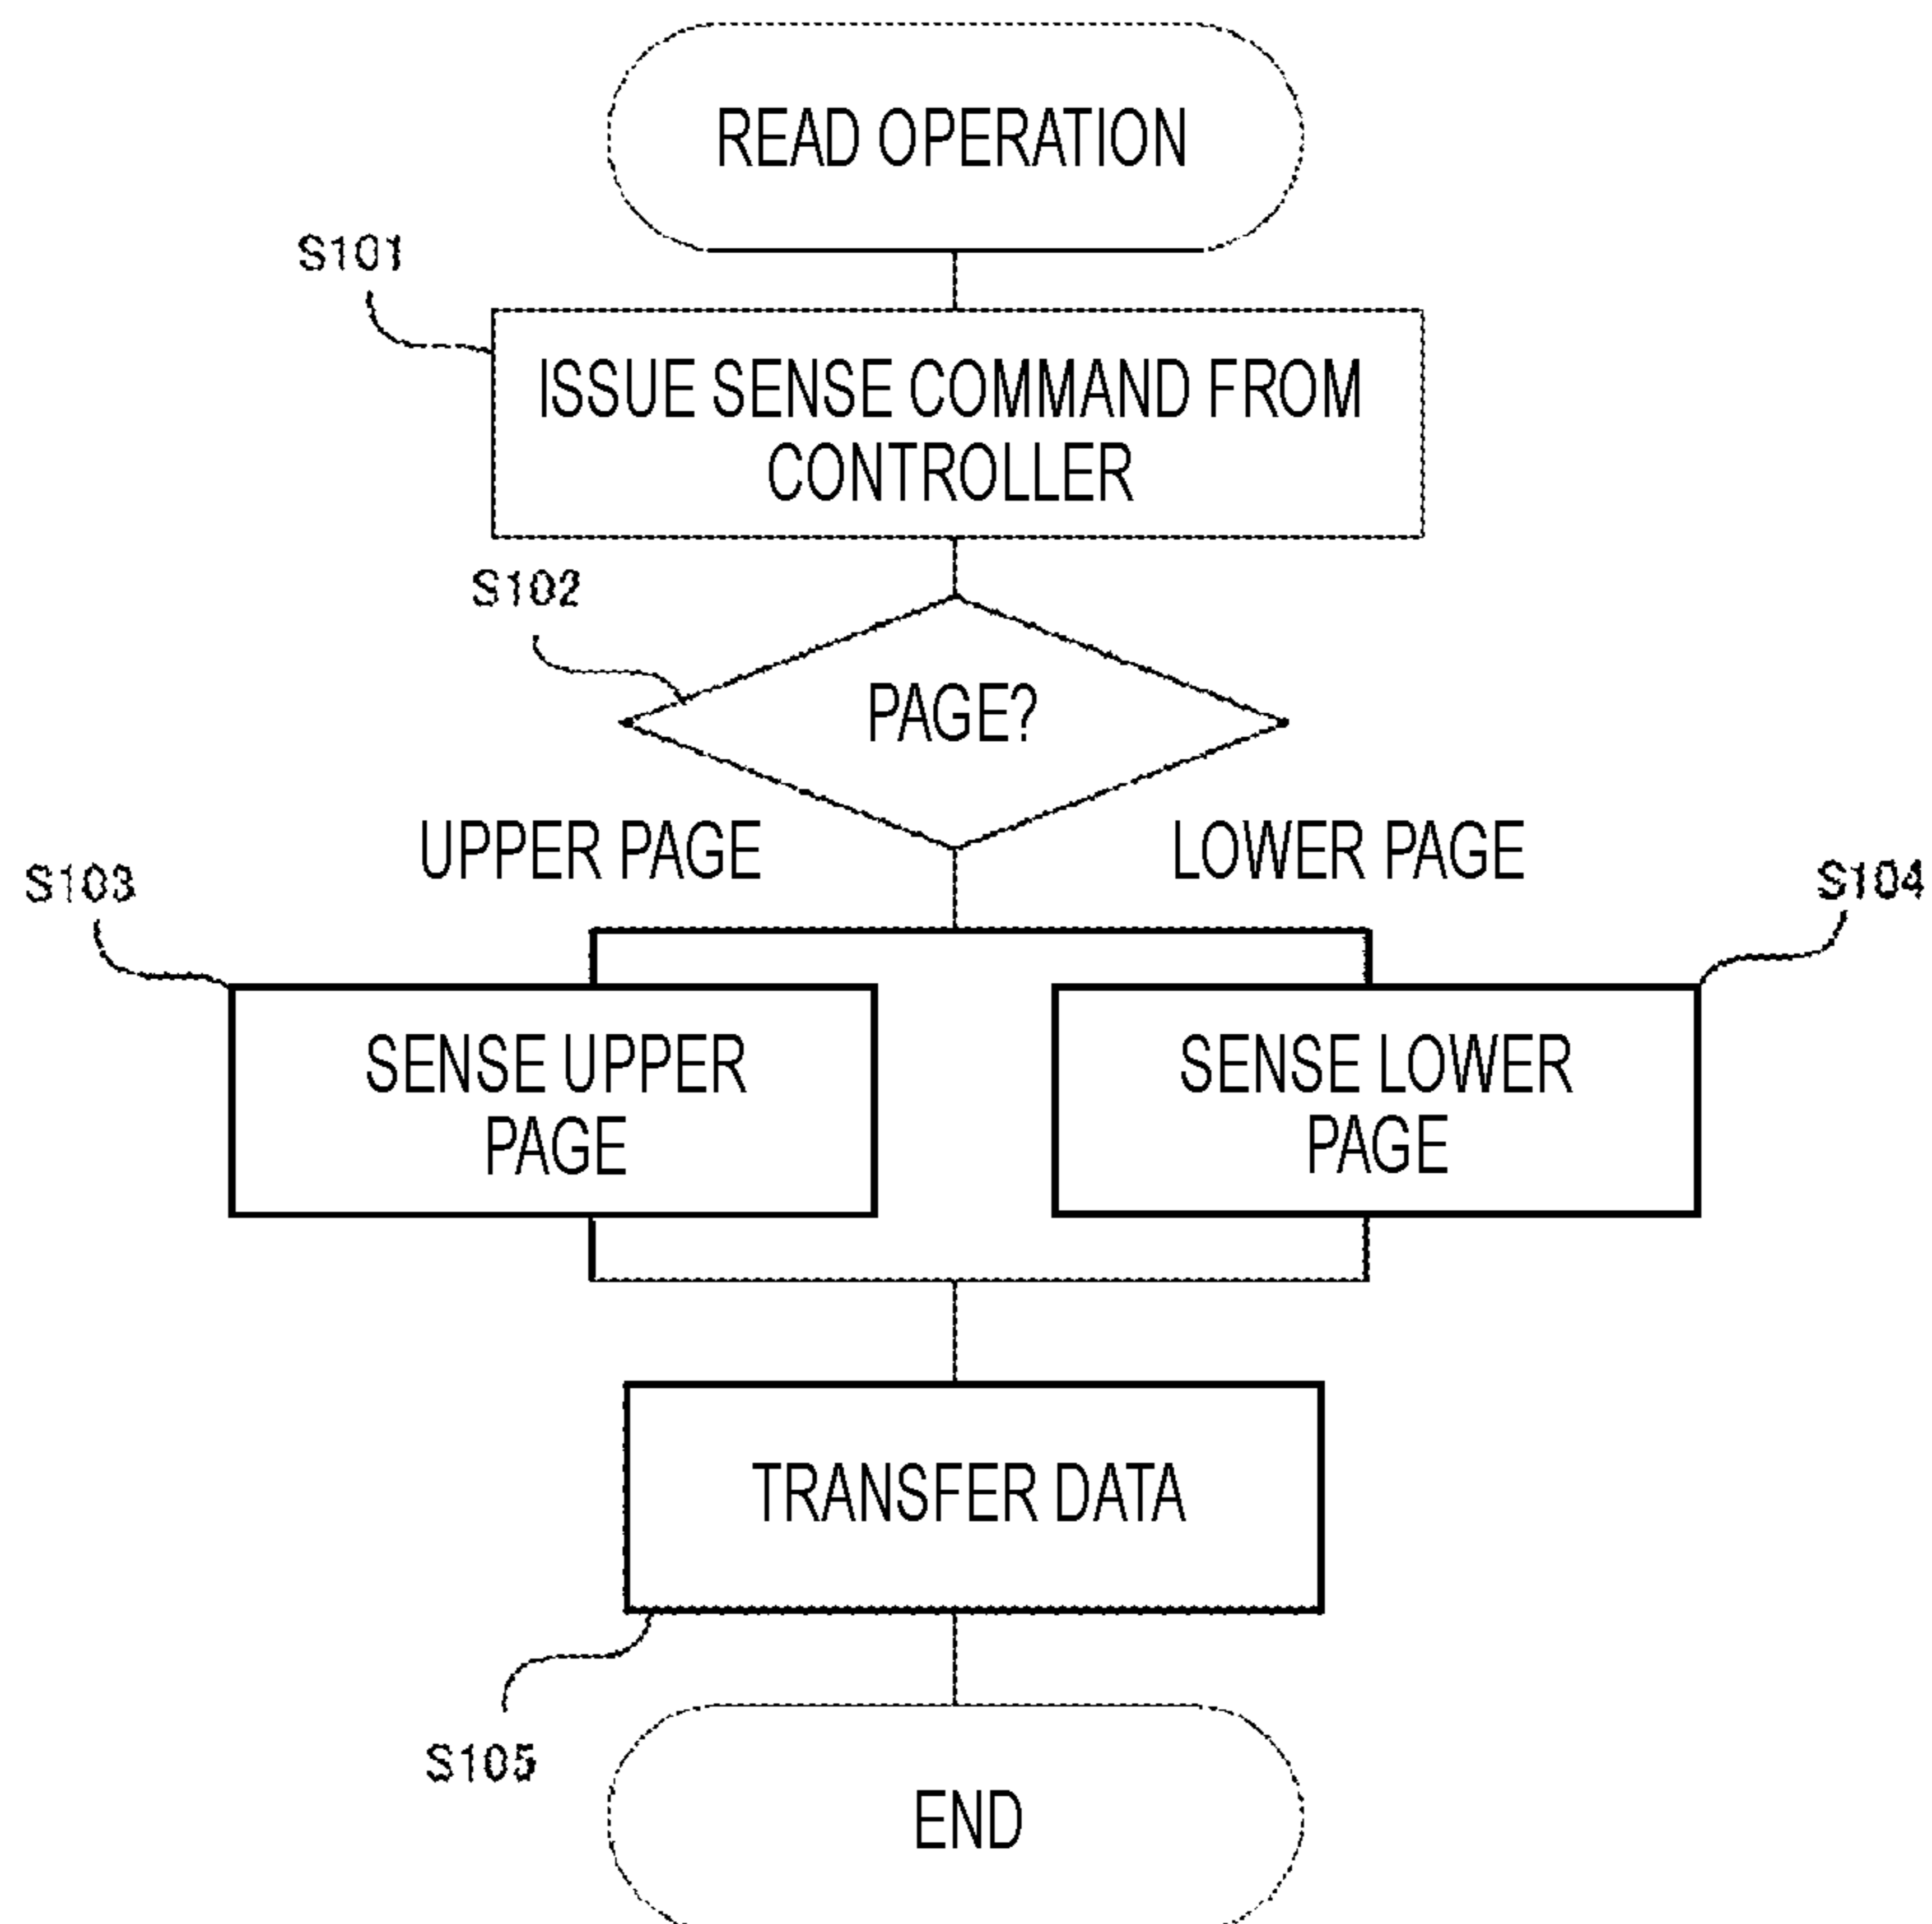 READ OPERATION
S101
ISSUE SENSE COMMAND FROM
CONTROLLER
S102
PAGE?
UPPER PAGE
LOWER PAGE
S103
S104
SENSE UPPER
PAGE
SENSE LOWER
PAGE
TRANSFER DATA
S105
END